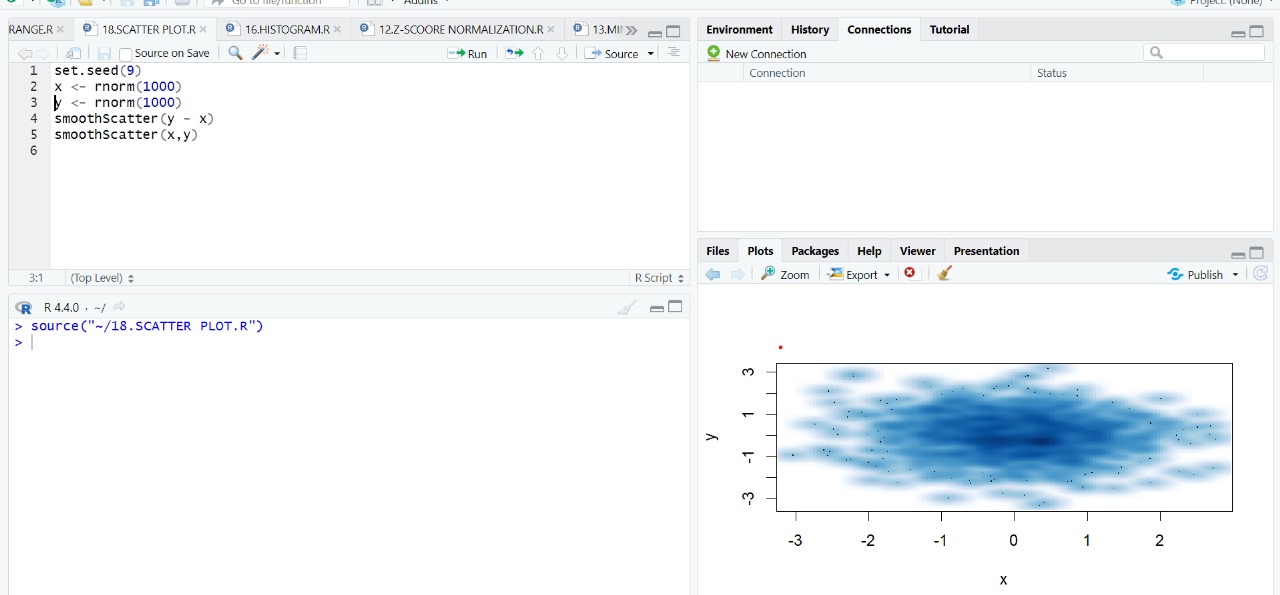 Go to file/function
Addins
Project: (None)
RANGE.R
18.SCATTER PLOT.R
16.HISTOGRAM.R
12.Z-SCOORE NORMALIZATION.R
13.MI
Source on Save
Run
Source
1 set.seed(9)
2 x <- rnorm(1000)
3 y <- rnorm(1000)
4 smoothScatter(y - x)
5 smoothScatter(x,y)
6
3:1
(Top Level)
R Script
R 4.4.0 · ~/
> source("~/18.SCATTER PLOT.R")
>
Environment
History
Connections
Tutorial
New Connection
Connection
Status
Files
Plots
Packages
Help
Viewer
Presentation
Zoom
Export
Publish
3
1
-1
-3
y
-3
-2
-1
0
1
2
x